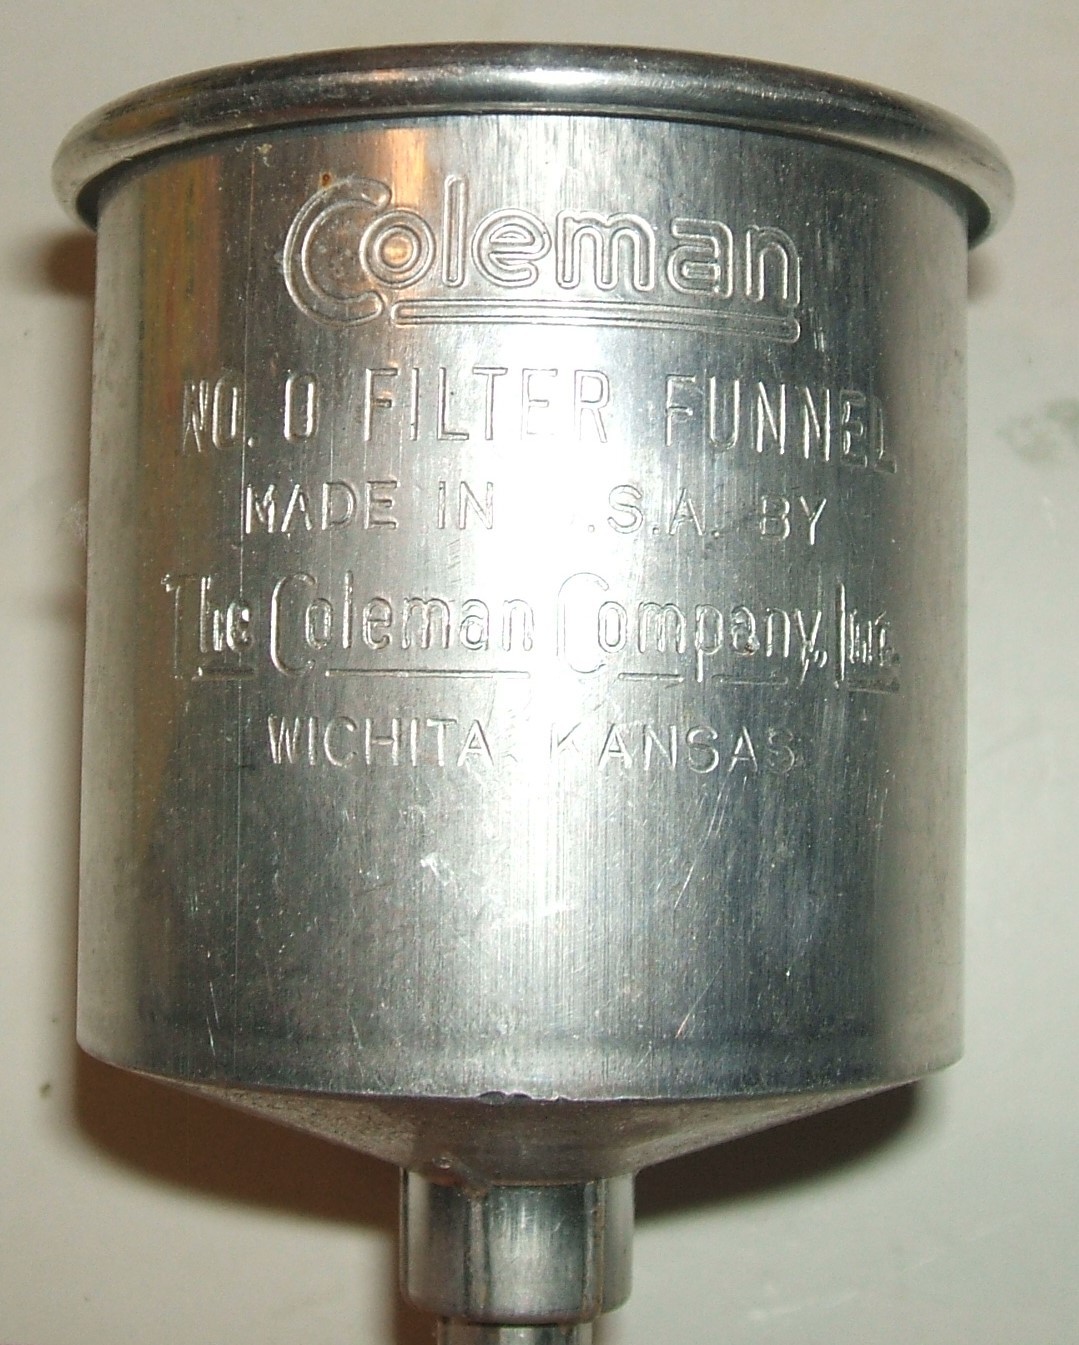 Coleman
NO. 0 FILTER FUNNEL
MADE IN .S.A. BY
The Coleman Company, Inc.
WICHITA, KANSAS